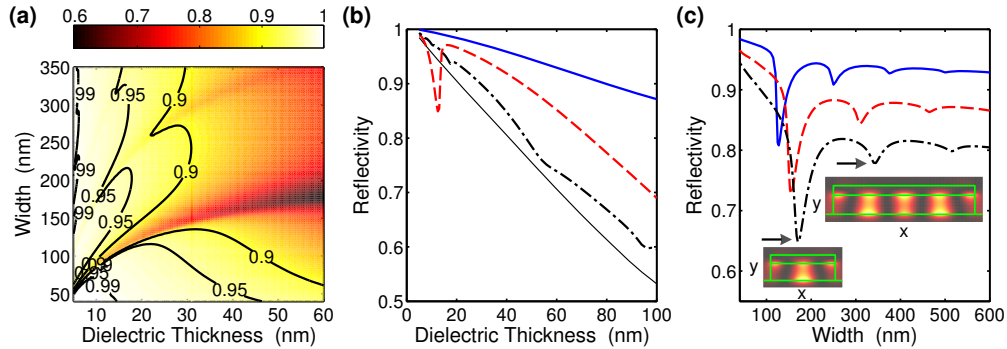 (a)
0.6 0.7 0.8 0.9 1
350
300
250
200
150
100
50
Width (nm)
99
0.95
0.9
99
0.95
0.9
99
0.95
0.99
0.99
0.9
0.95
10 20 30 40 50 60
Dielectric Thickness (nm)
(b)
1
0.9
0.8
0.7
0.6
0.5
Reflectivity
0 20 40 60 80 100
Dielectric Thickness (nm)
(c)
1
0.9
0.8
0.7
0.6
Reflectivity
y
x
y
x
100 200 300 400 500 600
Width (nm)